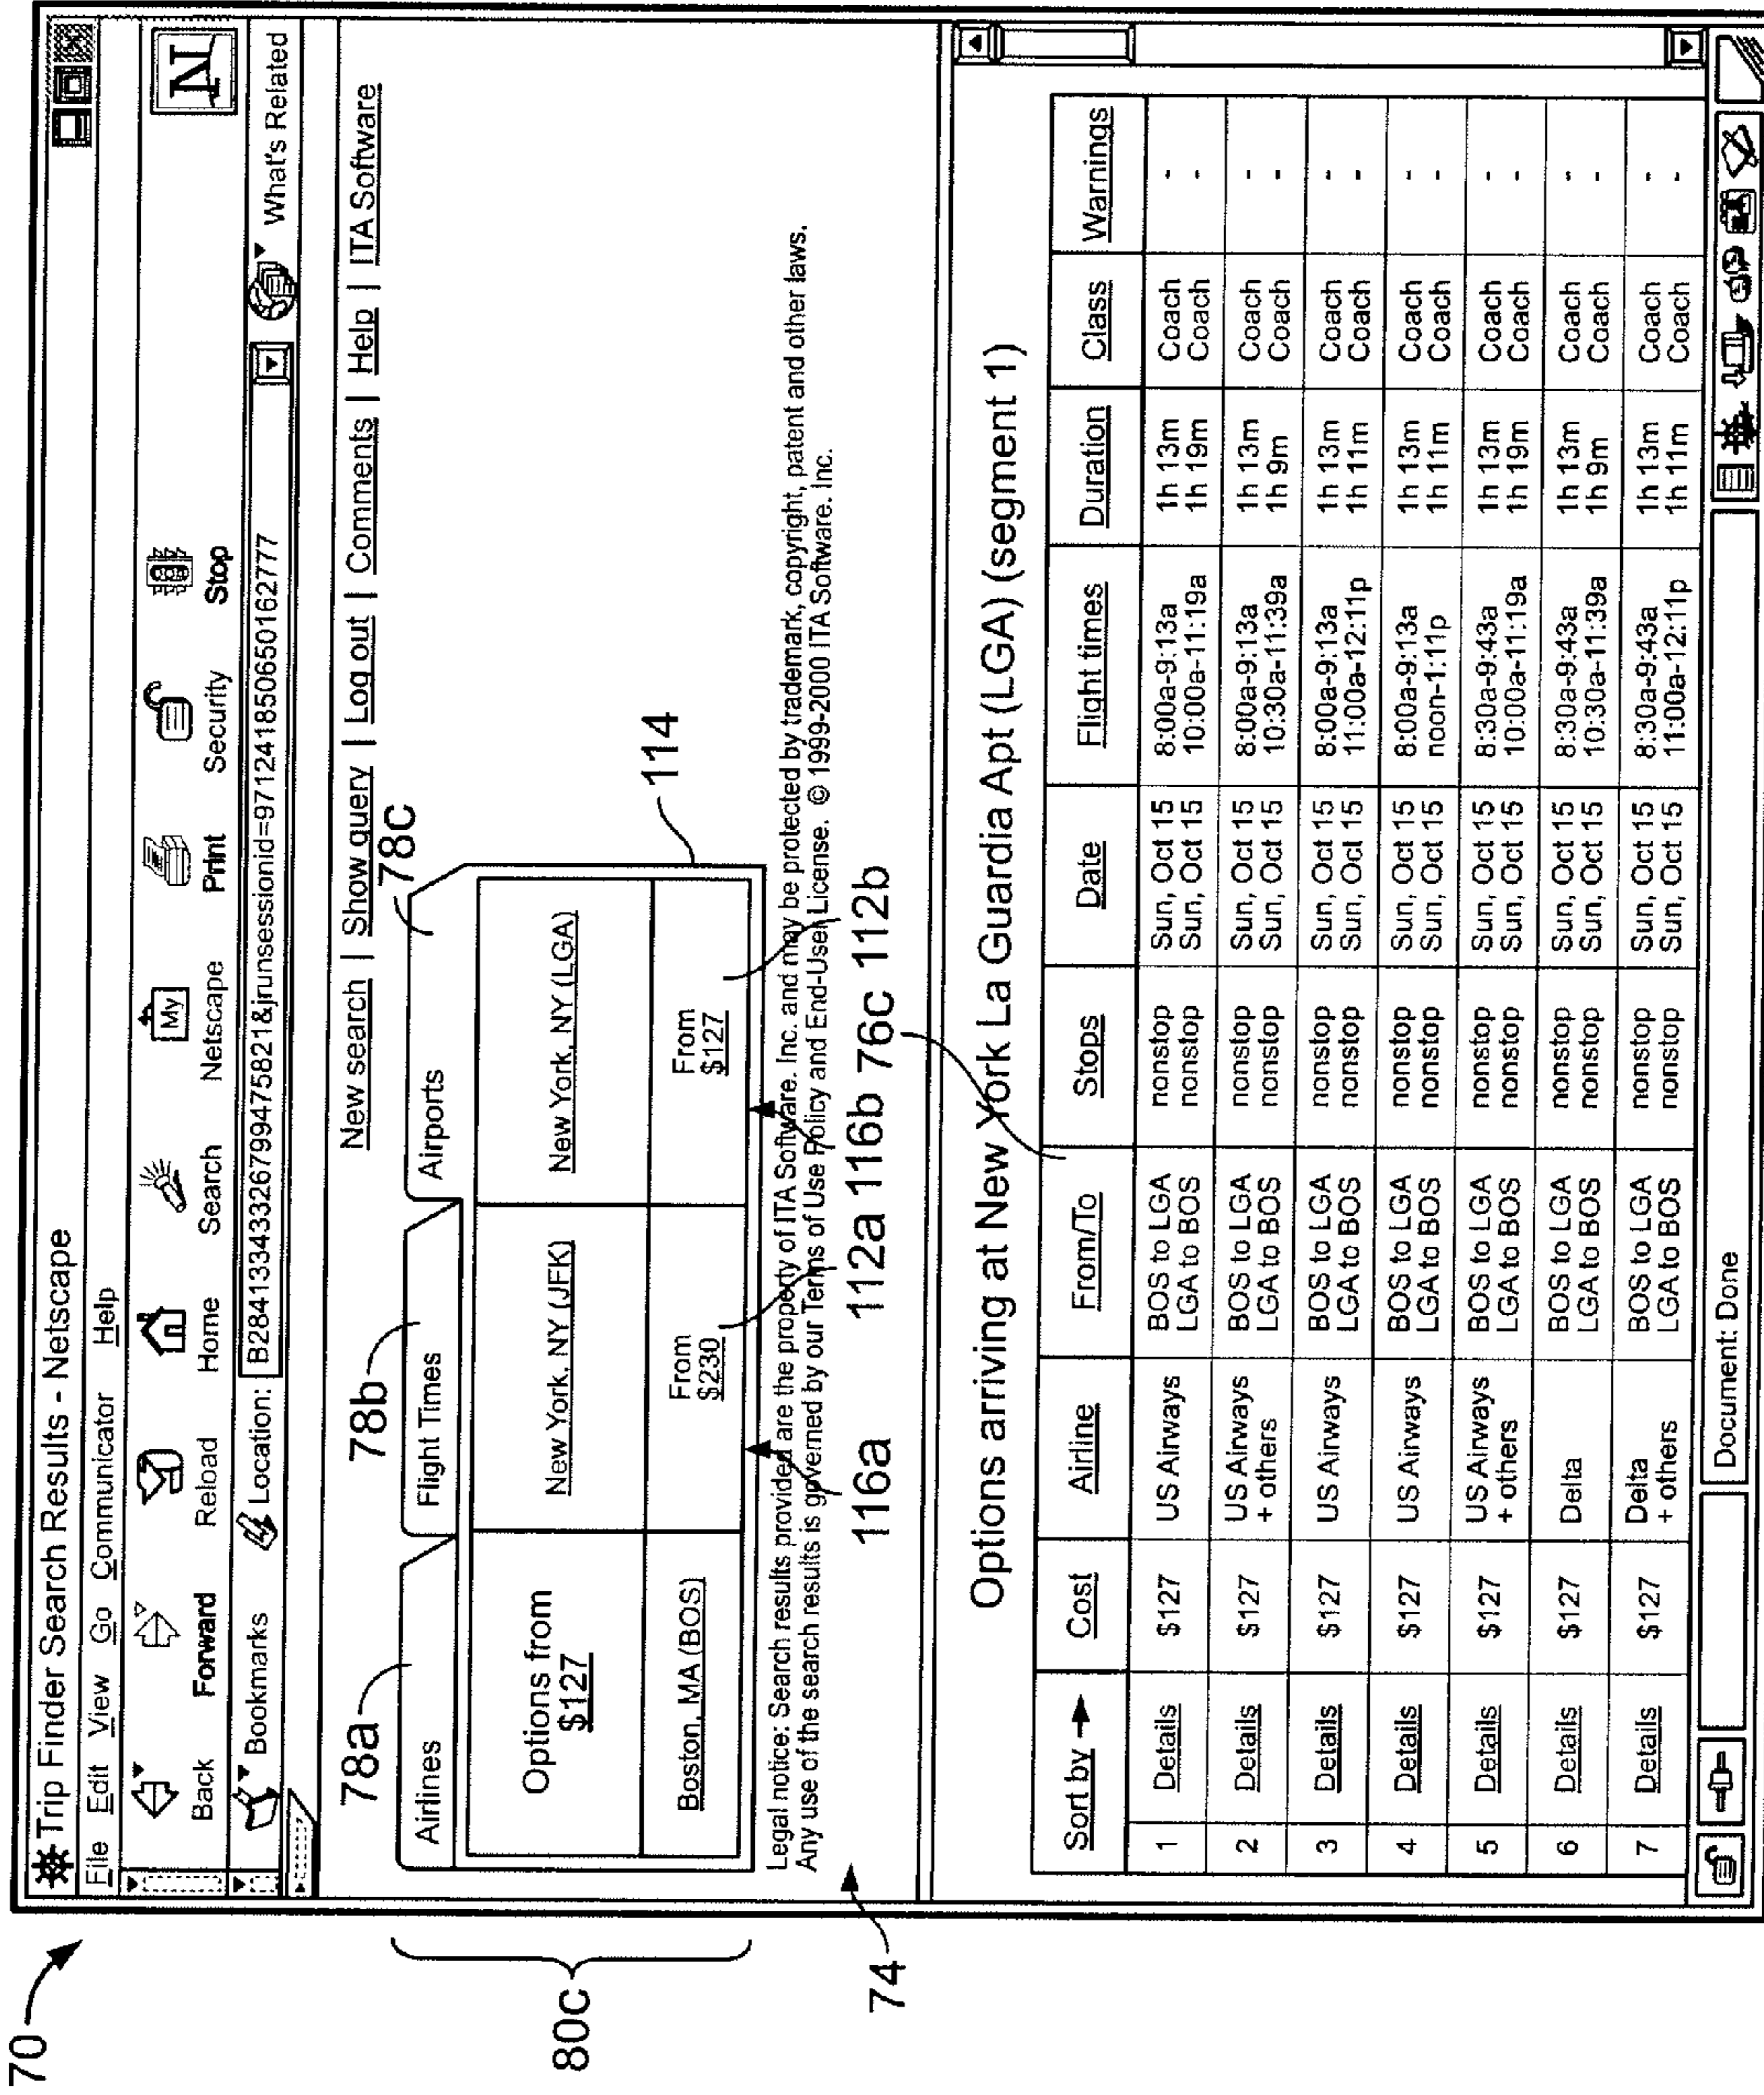 70
Trip Finder Search Results - Netscape
File Edit View Go Communicator Help
Back Forward Reload Home Search Netscape Print Security Stop
My
N
Bookmarks Location: B28413343326799475821&jrunsessionid=971241850650162777 What's Related
New search | Show query | Log out | Comments | Help | ITA Software
78a 78b 78c
80c
Airlines Flight Times Airports
114
Options from $127 New York, NY (JFK) New York, NY (LGA)
Boston, MA (BOS) From $230 From $127
Legal notice: Search results provided are the property of ITA Software. Inc. and may be protected by trademark, copyright, patent and other laws.
Any use of the search results is governed by our Terms of Use Policy and End-User License. © 1999-2000 ITA Software. Inc.
74
116a 112a 116b 76c 112b
Options arriving at New York La Guardia Apt (LGA) (segment 1)
Sort by Cost Airline From/To Stops Date Flight times Duration Class Warnings
1 Details $127 US Airways BOS to LGA nonstop Sun, Oct 15 8:00a-9:13a 1h 13m Coach -
LGA to BOS nonstop Sun, Oct 15 10:00a-11:19a 1h 19m Coach -
2 Details $127 US Airways BOS to LGA nonstop Sun, Oct 15 8:00a-9:13a 1h 13m Coach -
+ others LGA to BOS nonstop Sun, Oct 15 10:30a-11:39a 1h 9m Coach -
3 Details $127 US Airways BOS to LGA nonstop Sun, Oct 15 8:00a-9:13a 1h 13m Coach -
LGA to BOS nonstop Sun, Oct 15 11:00a-12:11p 1h 11m Coach -
4 Details $127 US Airways BOS to LGA nonstop Sun, Oct 15 8:00a-9:13a 1h 13m Coach -
LGA to BOS nonstop Sun, Oct 15 noon-1:11p 1h 11m Coach -
5 Details $127 US Airways BOS to LGA nonstop Sun, Oct 15 8:30a-9:43a 1h 13m Coach -
+ others LGA to BOS nonstop Sun, Oct 15 10:00a-11:19a 1h 19m Coach -
6 Details $127 Delta BOS to LGA nonstop Sun, Oct 15 8:30a-9:43a 1h 13m Coach -
LGA to BOS nonstop Sun, Oct 15 10:30a-11:39a 1h 9m Coach -
7 Details $127 Delta BOS to LGA nonstop Sun, Oct 15 8:30a-9:43a 1h 13m Coach -
+ others LGA to BOS nonstop Sun, Oct 15 11:00a-12:11p 1h 11m Coach -
Document: Done